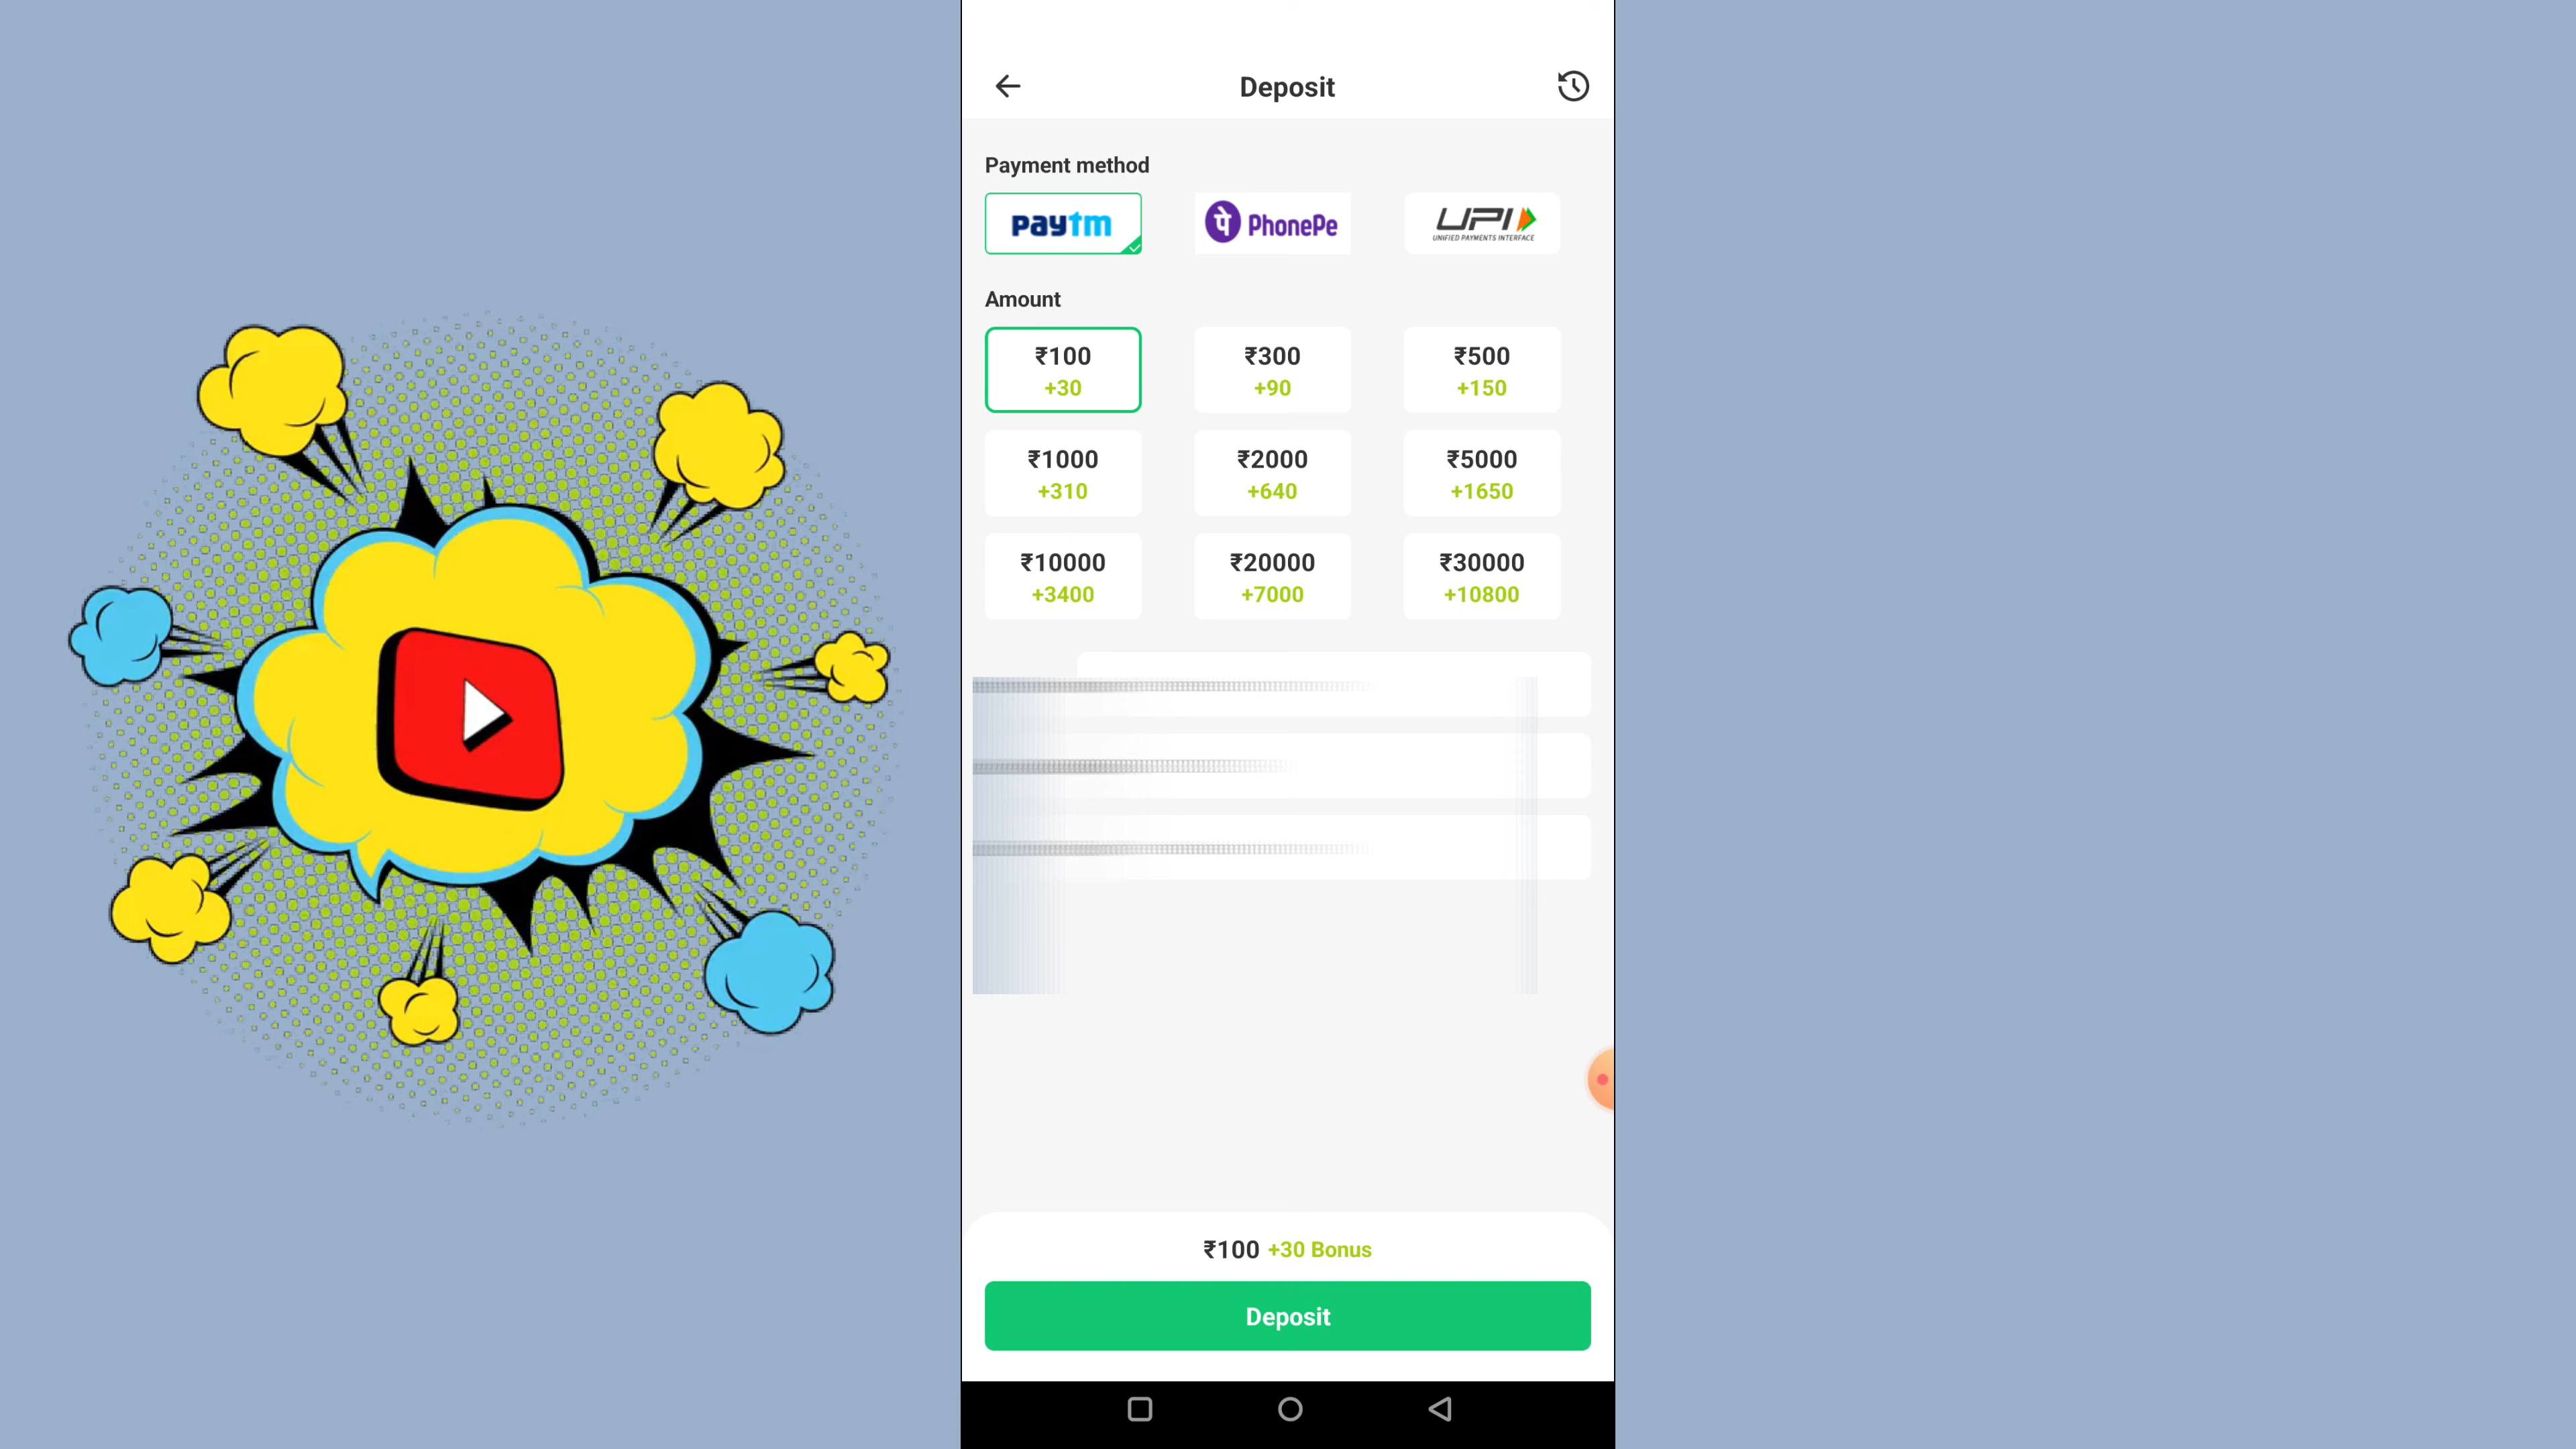 Deposit
Payment method
paytm
पे PhonePe
UPI
UNIFIED PAYMENTS INTERFACE
Amount
₹100
+30
₹300
+90
₹500
+150
₹1000
+310
₹2000
+640
₹5000
+1650
₹10000
+3400
₹20000
+7000
₹30000
+10800
₹100 +30 Bonus
Deposit